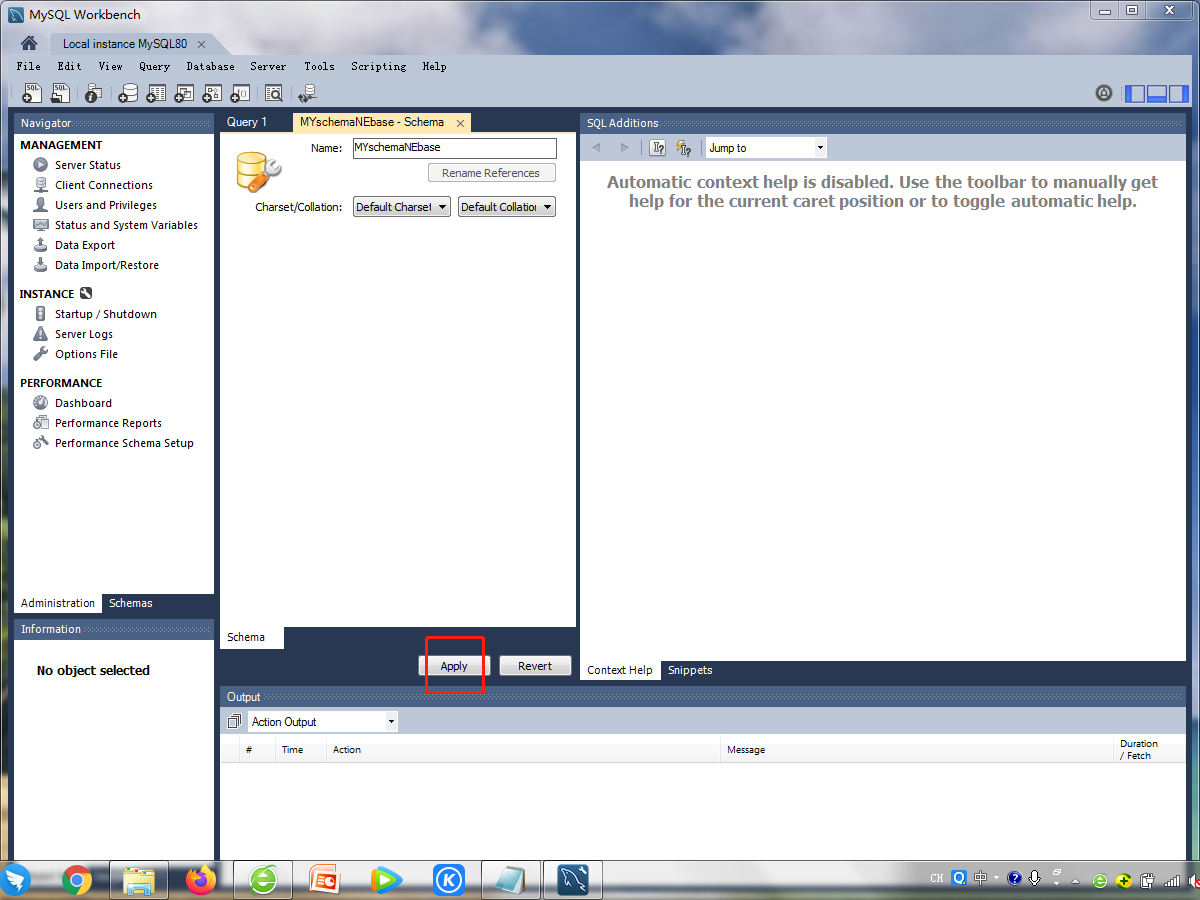 MySQL Workbench
Local instance MySQL80
File Edit View Query Database Server Tools Scripting Help
Navigator
MANAGEMENT
Server Status
Client Connections
Users and Privileges
Status and System Variables
Data Export
Data Import/Restore
INSTANCE
Startup / Shutdown
Server Logs
Options File
PERFORMANCE
Dashboard
Performance Reports
Performance Schema Setup
Administration Schemas
Information
No object selected
Query 1
MYschemaNEbase - Schema
Name: MYschemaNEbase
Rename References
Charset/Collation: Default Charset Default Collation
Schema
Apply Revert
SQL Additions
Jump to
Automatic context help is disabled. Use the toolbar to manually get
help for the current caret position or to toggle automatic help.
Context Help Snippets
Output
Action Output
# Time Action Message Duration
/ Fetch
CH 中